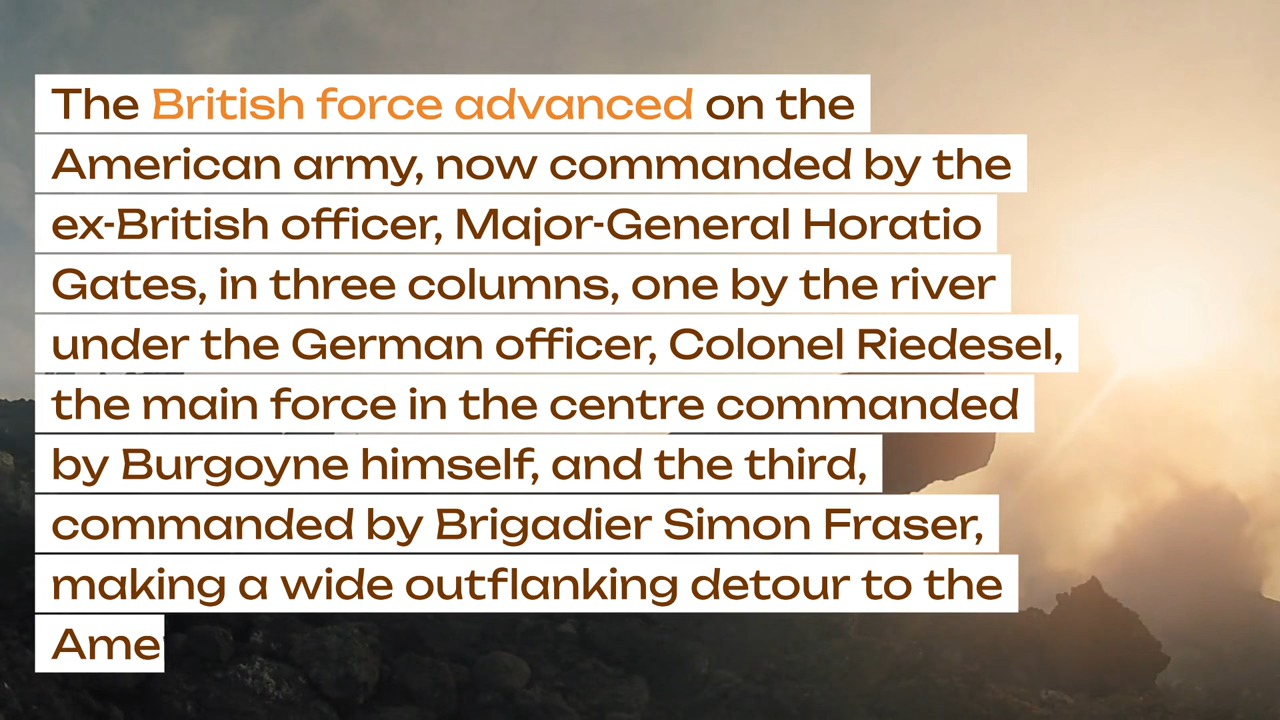 The British force advanced on the
American army, now commanded by the
ex-British officer, Major-General Horatio
Gates, in three columns, one by the river
under the German officer, Colonel Riedesel,
the main force in the centre commanded
by Burgoyne himself, and the third,
commanded by Brigadier Simon Fraser,
making a wide outflanking detour to the
Ame